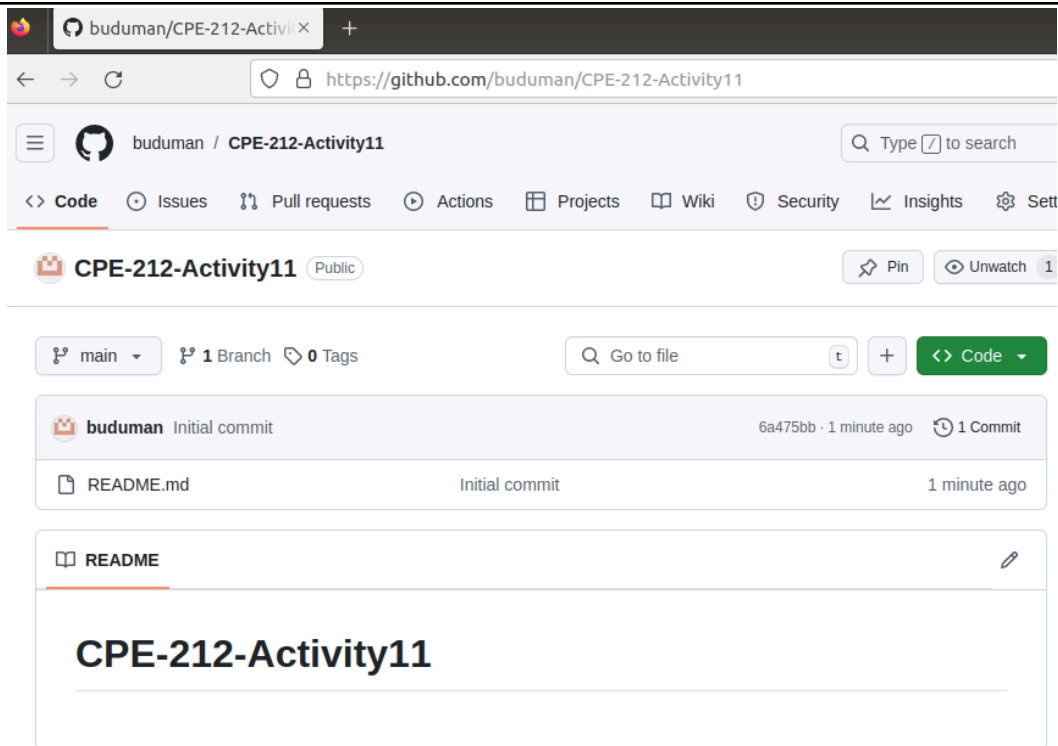 buduman/CPE-212-Activi
https://github.com/buduman/CPE-212-Activity11
buduman / CPE-212-Activity11 Type / to search
Code Issues Pull requests Actions Projects Wiki Security Insights Sett
CPE-212-Activity11 Public Pin Unwatch 1
main 1 Branch 0 Tags Go to file t Code
buduman Initial commit 6a475bb · 1 minute ago 1 Commit
README.md Initial commit 1 minute ago
README
CPE-212-Activity11